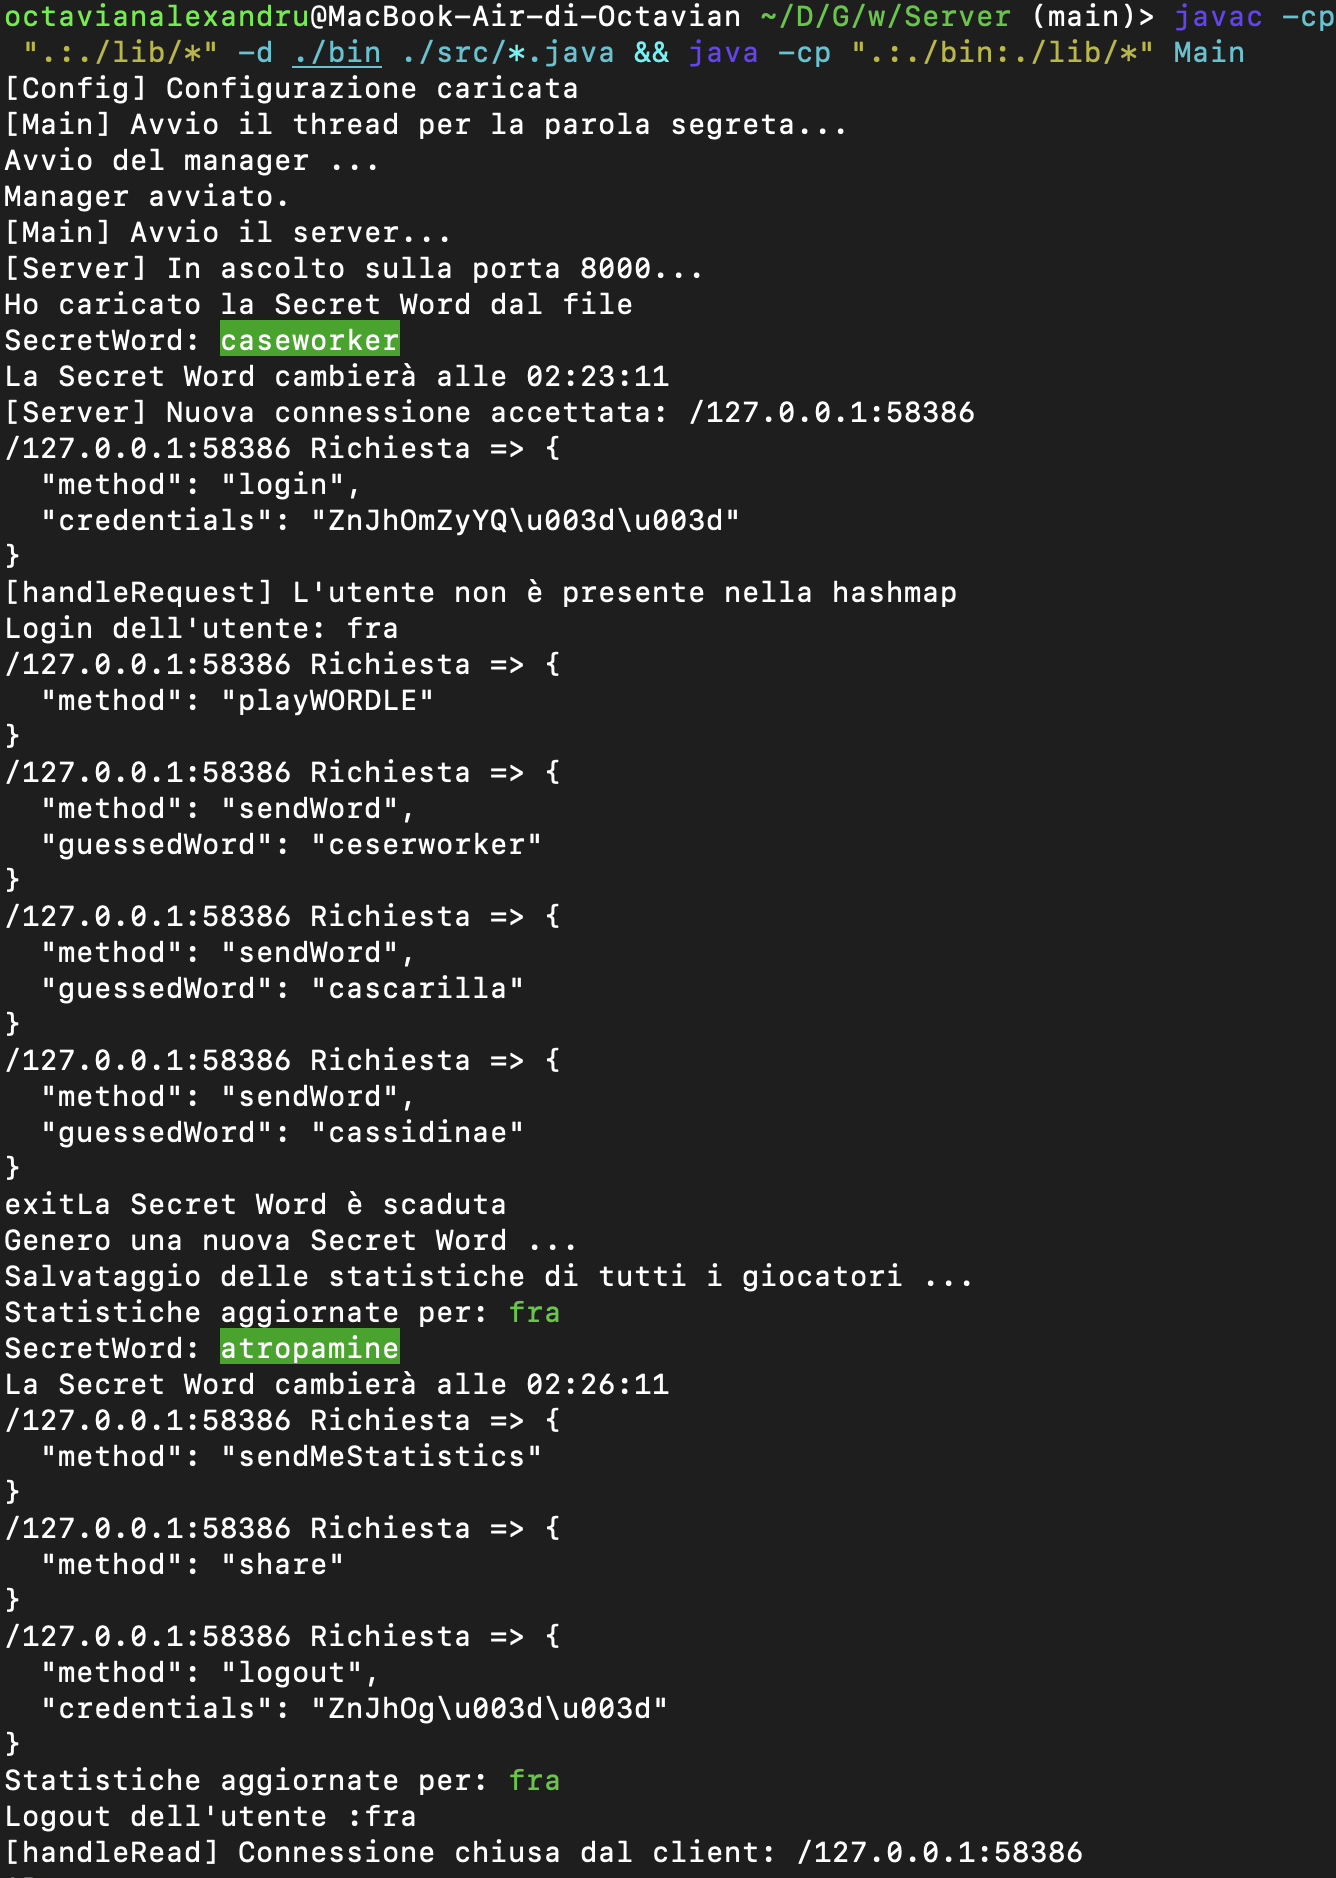 octavianalexandru@MacBook-Air-di-Octavian ~/D/G/w/Server (main)> javac -cp
".:./lib/*" -d ./bin ./src/*.java && java -cp ".:./bin:./lib/*" Main
[Config] Configurazione caricata
[Main] Avvio il thread per la parola segreta...
Avvio del manager ...
Manager avviato.
[Main] Avvio il server...
[Server] In ascolto sulla porta 8000...
Ho caricato la Secret Word dal file
SecretWord: caseworker
La Secret Word cambierà alle 02:23:11
[Server] Nuova connessione accettata: /127.0.0.1:58386
/127.0.0.1:58386 Richiesta => {
  "method": "login",
  "credentials": "ZnJhOmZyYQ\u003d\u003d"
}
[handleRequest] L'utente non è presente nella hashmap
Login dell'utente: fra
/127.0.0.1:58386 Richiesta => {
  "method": "playWORDLE"
}
/127.0.0.1:58386 Richiesta => {
  "method": "sendWord",
  "guessedWord": "ceserworker"
}
/127.0.0.1:58386 Richiesta => {
  "method": "sendWord",
  "guessedWord": "cascarilla"
}
/127.0.0.1:58386 Richiesta => {
  "method": "sendWord",
  "guessedWord": "cassidinae"
}
exitLa Secret Word è scaduta
Genero una nuova Secret Word ...
Salvataggio delle statistiche di tutti i giocatori ...
Statistiche aggiornate per: fra
SecretWord: atropamine
La Secret Word cambierà alle 02:26:11
/127.0.0.1:58386 Richiesta => {
  "method": "sendMeStatistics"
}
/127.0.0.1:58386 Richiesta => {
  "method": "share"
}
/127.0.0.1:58386 Richiesta => {
  "method": "logout",
  "credentials": "ZnJhOg\u003d\u003d"
}
Statistiche aggiornate per: fra
Logout dell'utente :fra
[handleRead] Connessione chiusa dal client: /127.0.0.1:58386